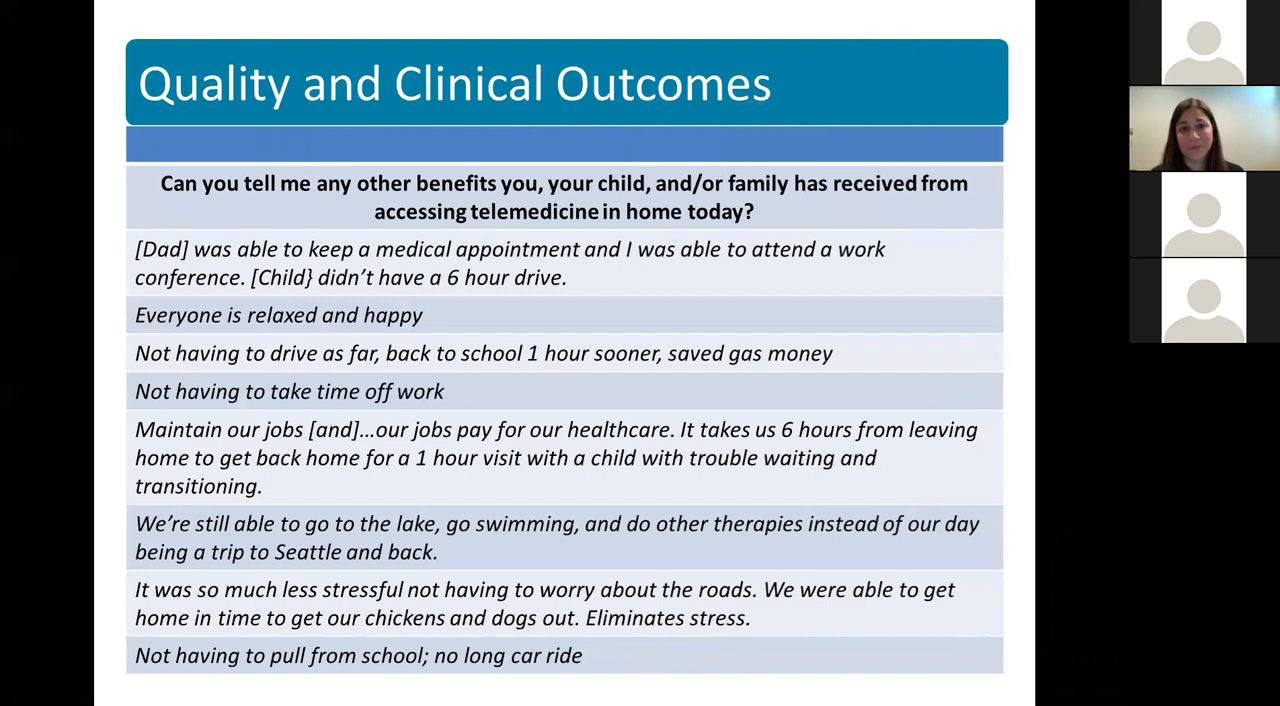 Quality and Clinical Outcomes
Can you tell me any other benefits you, your child, and/or family has received from
accessing telemedicine in home today?
[Dad] was able to keep a medical appointment and I was able to attend a work
conference. [Child} didn’t have a 6 hour drive.
Everyone is relaxed and happy
Not having to drive as far, back to school 1 hour sooner, saved gas money
Not having to take time off work
Maintain our jobs [and]…our jobs pay for our healthcare. It takes us 6 hours from leaving
home to get back home for a 1 hour visit with a child with trouble waiting and
transitioning.
We’re still able to go to the lake, go swimming, and do other therapies instead of our day
being a trip to Seattle and back.
It was so much less stressful not having to worry about the roads. We were able to get
home in time to get our chickens and dogs out. Eliminates stress.
Not having to pull from school; no long car ride